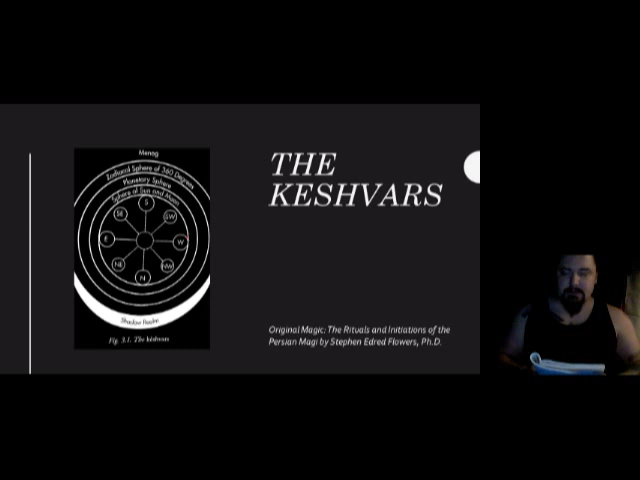 THE
KESHVARS
Menog
Zodiacal Sphere of 360 Degrees
Planetary Sphere
Sphere of Sun and Moon
S
SE
SW
E
W
NE
NW
N
Shadow Realm
Fig. 3.1. The keshvars
Original Magic: The Rituals and Initiations of the
Persian Magi by Stephen Edred Flowers, Ph.D.